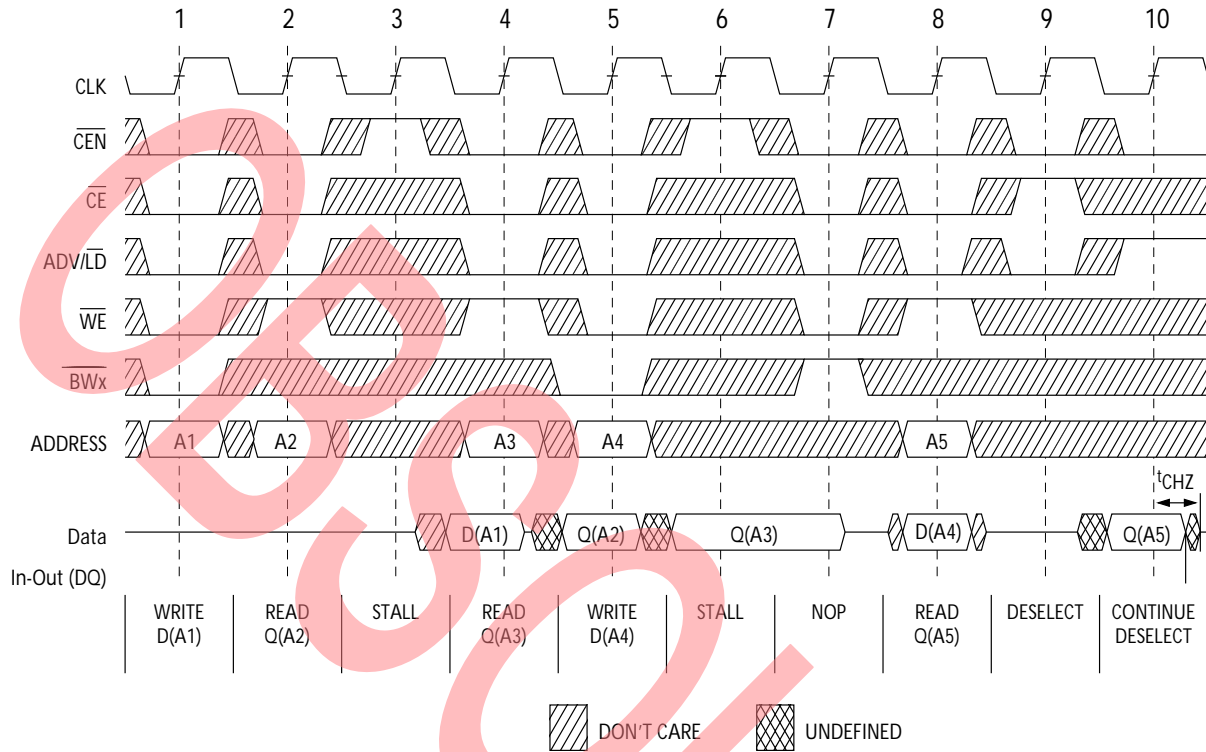 1 2 3 4 5 6 7 8 9 10
CLK
CEN
CE
ADV/LD
WE
BWx
ADDRESS A1 A2 A3 A4 A5
tCHZ
Data D(A1) Q(A2) Q(A3) D(A4) Q(A5)
In-Out (DQ)
WRITE READ STALL READ WRITE STALL NOP READ DESELECT CONTINUE
D(A1) Q(A2) Q(A3) D(A4) Q(A5) DESELECT
DON'T CARE UNDEFINED
OBSOL